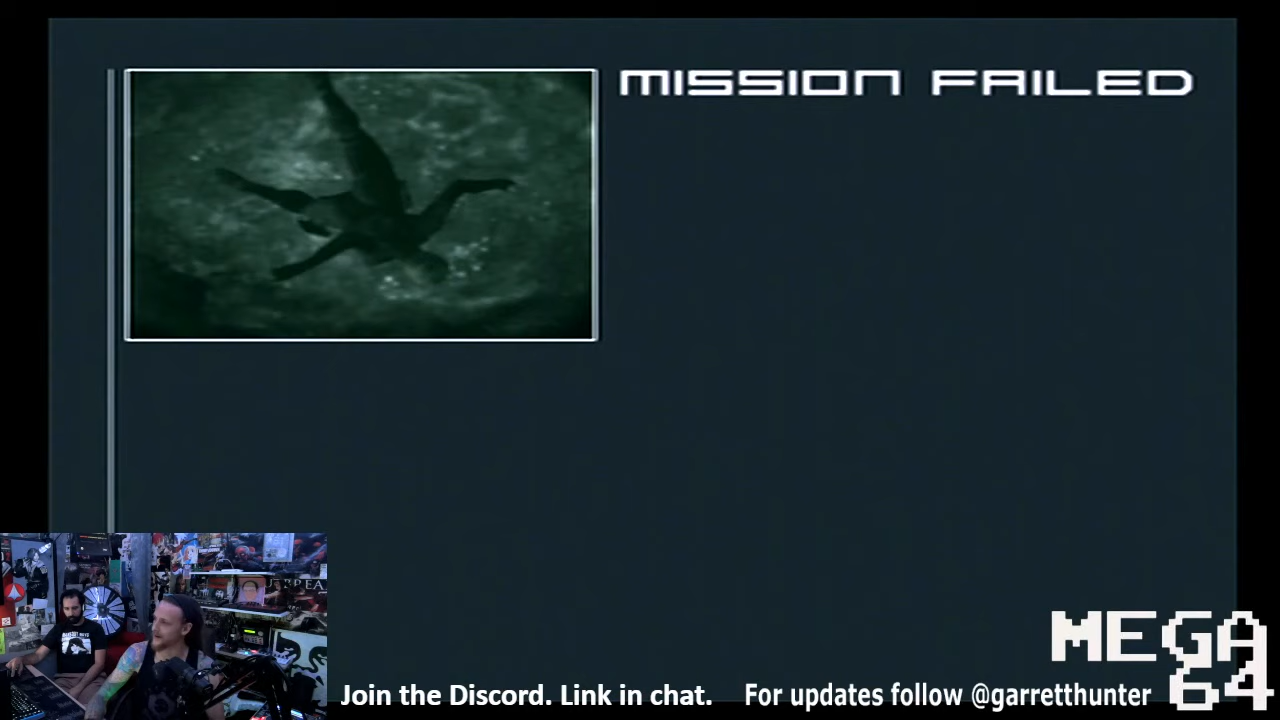 MISSION FAILED
MEGA
64
Join the Discord. Link in chat.
For updates follow @garretthunter